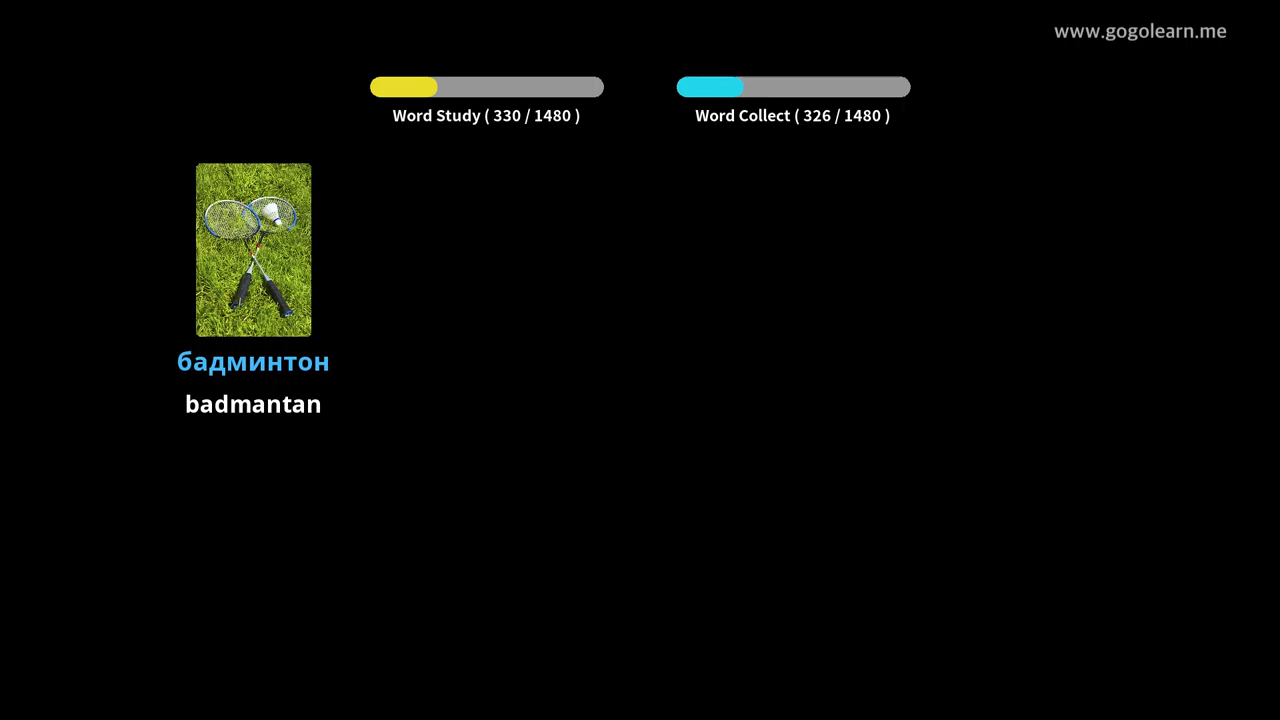 www.gogolearn.me
Word Study ( 330 / 1480 )
Word Collect ( 326 / 1480 )
бадминтон
badmantan